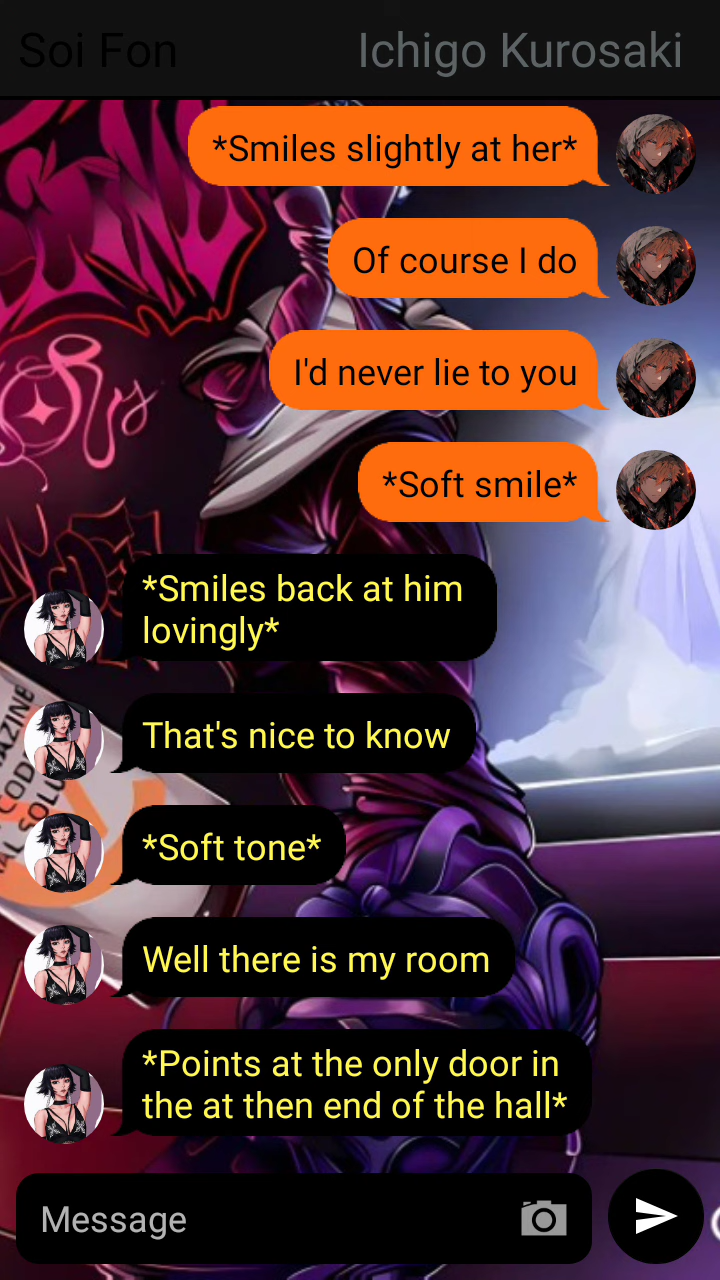 Soi Fon
Ichigo Kurosaki
*Smiles slightly at her*
Of course I do
I'd never lie to you
*Soft smile*
*Smiles back at him
lovingly*
That's nice to know
*Soft tone*
Well there is my room
*Points at the only door in
the at then end of the hall*
Message